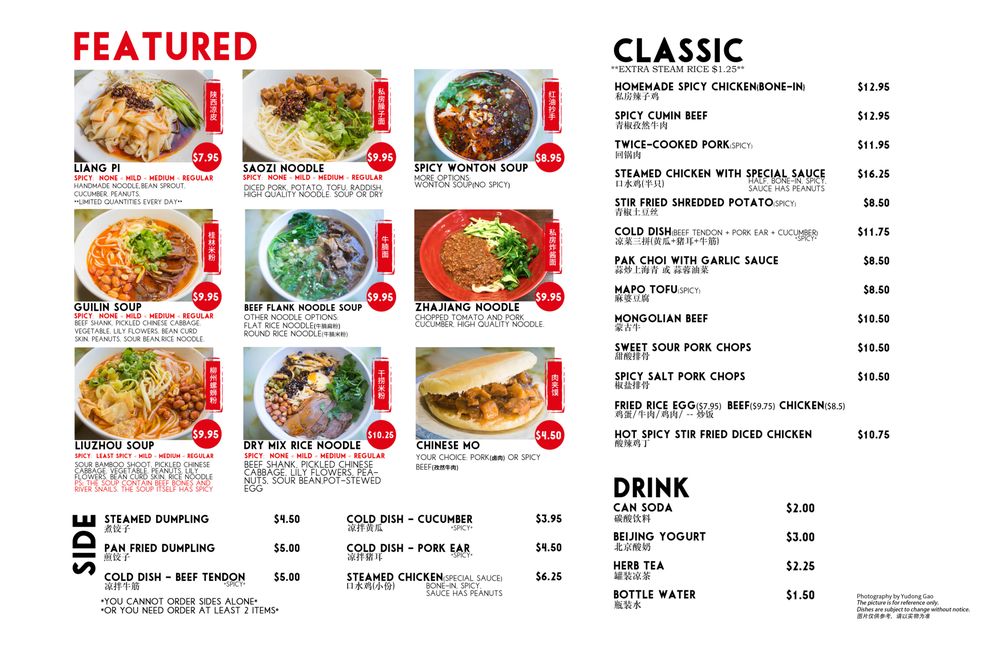 FEATURED
陕西凉皮
$7.95
LIANG PI
SPICY: NONE - MILD - MEDIUM - REGULAR
HANDMADE NOODLE,BEAN SPROUT,
CUCUMBER, PEANUTS.
**LIMITED QUANTITIES EVERY DAY**
私房臊子面
$9.95
SAOZI NOODLE
SPICY: NONE - MILD - MEDIUM - REGULAR
DICED PORK, POTATO, TOFU, RADDISH,
HIGH QUALITY NOODLE. SOUP OR DRY
红油抄手
$8.95
SPICY WONTON SOUP
MORE OPTIONS:
WONTON SOUP(NO SPICY)
桂林米粉
$9.95
GUILIN SOUP
SPICY: NONE - MILD - MEDIUM - REGULAR
BEEF SHANK, PICKLED CHINESE CABBAGE,
VEGETABLE, LILY FLOWERS, BEAN CURD
SKIN, PEANUTS, SOUR BEAN,RICE NOODLE.
牛腩面
$9.95
BEEF FLANK NOODLE SOUP
OTHER NOODLE OPTIONS:
FLAT RICE NOODLE(牛腩扁粉)
ROUND RICE NOODLE(牛腩米粉)
私房炸酱面
$9.95
ZHAJIANG NOODLE
CHOPPED TOMATO AND PORK
CUCUMBER, HIGH QUALITY NOODLE.
柳州螺蛳粉
$9.95
LIUZHOU SOUP
SPICY: LEAST SPICY - MILD - MEDIUM - REGULAR
SOUR BAMBOO SHOOT, PICKLED CHINESE
CABBAGE, VEGETABLE, PEANUTS, LILY
FLOWERS, BEAN CURD SKIN, RICE NOODLE
PS: THE SOUP CONTAIN BEEF BONES AND
RIVER SNAILS. THE SOUP ITSELF HAS SPICY
干捞米粉
$10.25
DRY MIX RICE NOODLE
SPICY: NONE - MILD - MEDIUM - REGULAR
BEEF SHANK, PICKLED CHINESE
CABBAGE, LILY FLOWERS, PEA-
NUTS, SOUR BEAN,POT-STEWED
EGG
肉夹馍
$4.50
CHINESE MO
YOUR CHOICE: PORK(卤肉) OR SPICY
BEEF(孜然牛肉)
SIDE
STEAMED DUMPLING $4.50
煮饺子
PAN FRIED DUMPLING $5.00
煎饺子
COLD DISH - BEEF TENDON $5.00
凉拌牛筋 *SPICY*
*YOU CANNOT ORDER SIDES ALONE*
*OR YOU NEED ORDER AT LEAST 2 ITEMS*
COLD DISH - CUCUMBER $3.95
凉拌黄瓜 *SPICY*
COLD DISH - PORK EAR $4.50
凉拌猪耳 *SPICY*
STEAMED CHICKEN(SPECIAL SAUCE) $6.25
口水鸡(小份) BONE-IN, SPICY,
SAUCE HAS PEANUTS
CLASSIC
**EXTRA STEAM RICE $1.25**
HOMEMADE SPICY CHICKEN(BONE-IN) $12.95
私房辣子鸡
SPICY CUMIN BEEF $12.95
青椒孜然牛肉
TWICE-COOKED PORK(SPICY) $11.95
回锅肉
STEAMED CHICKEN WITH SPECIAL SAUCE $16.25
口水鸡(半只) HALF, BONE-IN, SPICY,
SAUCE HAS PEANUTS
STIR FRIED SHREDDED POTATO(SPICY) $8.50
青椒土豆丝
COLD DISH(BEEF TENDON + PORK EAR + CUCUMBER) $11.75
凉菜三拼(黄瓜+猪耳+牛筋) *SPICY*
PAK CHOI WITH GARLIC SAUCE $8.50
蒜炒上海青 或 蒜蓉油菜
MAPO TOFU(SPICY) $8.50
麻婆豆腐
MONGOLIAN BEEF $10.50
蒙古牛
SWEET SOUR PORK CHOPS $10.50
甜酸排骨
SPICY SALT PORK CHOPS $10.50
椒盐排骨
FRIED RICE EGG($7.95) BEEF($9.75) CHICKEN($8.5)
鸡蛋/牛肉/鸡肉/ -- 炒饭
HOT SPICY STIR FRIED DICED CHICKEN $10.75
酸辣鸡丁
DRINK
CAN SODA $2.00
碳酸饮料
BEIJING YOGURT $3.00
北京酸奶
HERB TEA $2.25
罐装凉茶
BOTTLE WATER $1.50
瓶装水
Photography by Yudong Gao
The picture is for reference only.
Dishes are subject to change without notice.
图片仅供参考，请以实物为准